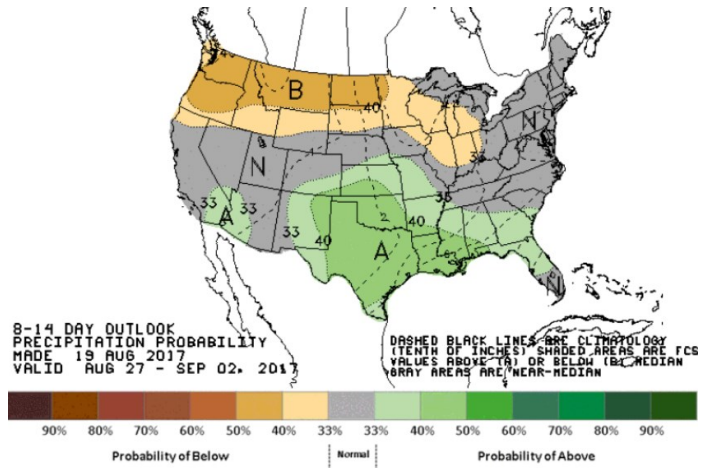 B
40
N
N
33
A
33
33
40
A
2
40
N
8-14 DAY OUTLOOK
PRECIPITATION PROBABILITY
MADE 19 AUG 2017
VALID AUG 27 - SEP 02, 2017
DASHED BLACK LINES ARE CLIMATOLOGY
(TENTH OF INCHES) SHADED AREAS ARE FCST
VALUES ABOVE (A) OR BELOW (B) MEDIAN
GRAY AREAS ARE NEAR-MEDIAN
90% 80% 70% 60% 50% 40% 33% 33% 40% 50% 60% 70% 80% 90%
Probability of Below Normal Probability of Above